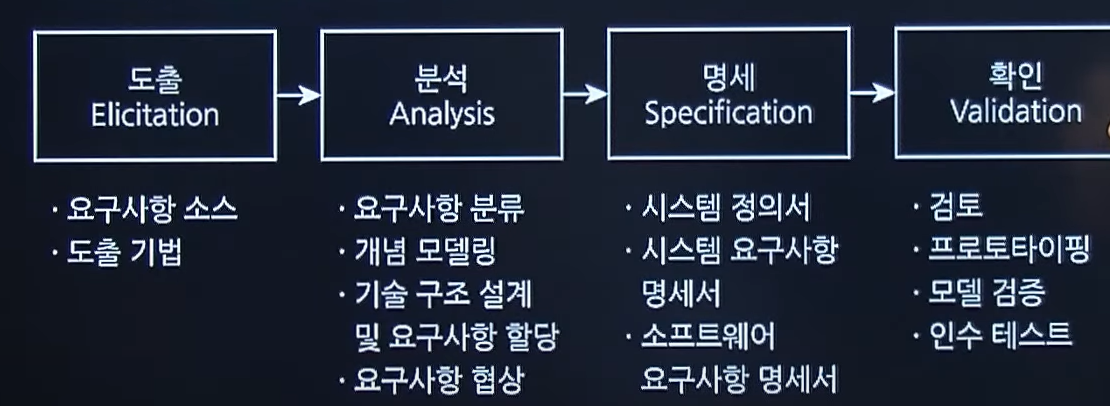 도출
Elicitation
· 요구사항 소스
· 도출 기법
분석
Analysis
· 요구사항 분류
· 개념 모델링
· 기술 구조 설계
및 요구사항 할당
· 요구사항 협상
명세
Specification
· 시스템 정의서
· 시스템 요구사항
명세서
· 소프트웨어
요구사항 명세서
확인
Validation
· 검토
· 프로토타이핑
· 모델 검증
· 인수 테스트